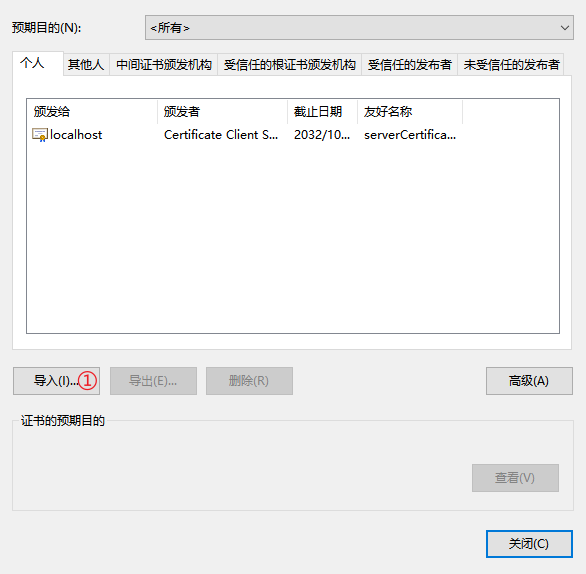 预期目的(N): <所有>
个人 其他人 中间证书颁发机构 受信任的根证书颁发机构 受信任的发布者 未受信任的发布者
颁发给 颁发者 截止日期 友好名称
localhost Certificate Client S... 2032/10... serverCertifica...
导入(I)...① 导出(E)... 删除(R) 高级(A)
证书的预期目的
查看(V)
关闭(C)